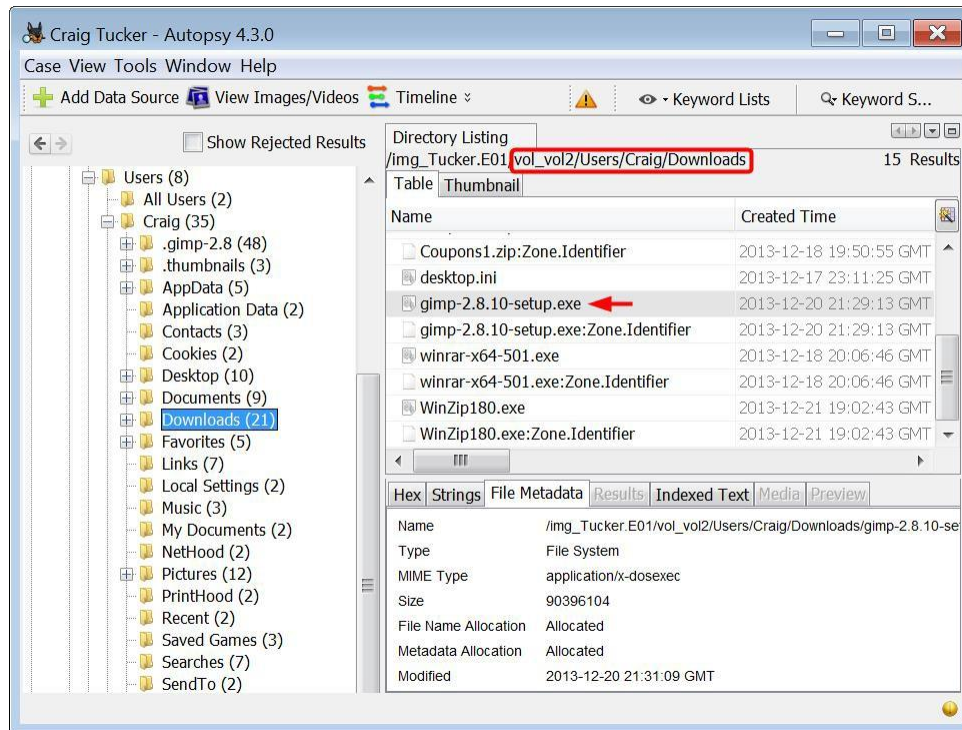 Craig Tucker - Autopsy 4.3.0
Case View Tools Window Help
Add Data Source View Images/Videos Timeline Keyword Lists Keyword S...
Show Rejected Results
Users (8)
All Users (2)
Craig (35)
.gimp-2.8 (48)
.thumbnails (3)
AppData (5)
Application Data (2)
Contacts (3)
Cookies (2)
Desktop (10)
Documents (9)
Downloads (21)
Favorites (5)
Links (7)
Local Settings (2)
Music (3)
My Documents (2)
NetHood (2)
Pictures (12)
PrintHood (2)
Recent (2)
Saved Games (3)
Searches (7)
SendTo (2)
Directory Listing
/img_Tucker.E01/vol_vol2/Users/Craig/Downloads 15 Results
Table Thumbnail
Name Created Time
Coupons1.zip:Zone.Identifier 2013-12-18 19:50:55 GMT
desktop.ini 2013-12-17 23:11:25 GMT
gimp-2.8.10-setup.exe 2013-12-20 21:29:13 GMT
gimp-2.8.10-setup.exe:Zone.Identifier 2013-12-20 21:29:13 GMT
winrar-x64-501.exe 2013-12-18 20:06:46 GMT
winrar-x64-501.exe:Zone.Identifier 2013-12-18 20:06:46 GMT
WinZip180.exe 2013-12-21 19:02:43 GMT
WinZip180.exe:Zone.Identifier 2013-12-21 19:02:43 GMT
Hex Strings File Metadata Results Indexed Text Media Preview
Name /img_Tucker.E01/vol_vol2/Users/Craig/Downloads/gimp-2.8.10-se
Type File System
MIME Type application/x-dosexec
Size 90396104
File Name Allocation Allocated
Metadata Allocation Allocated
Modified 2013-12-20 21:31:09 GMT